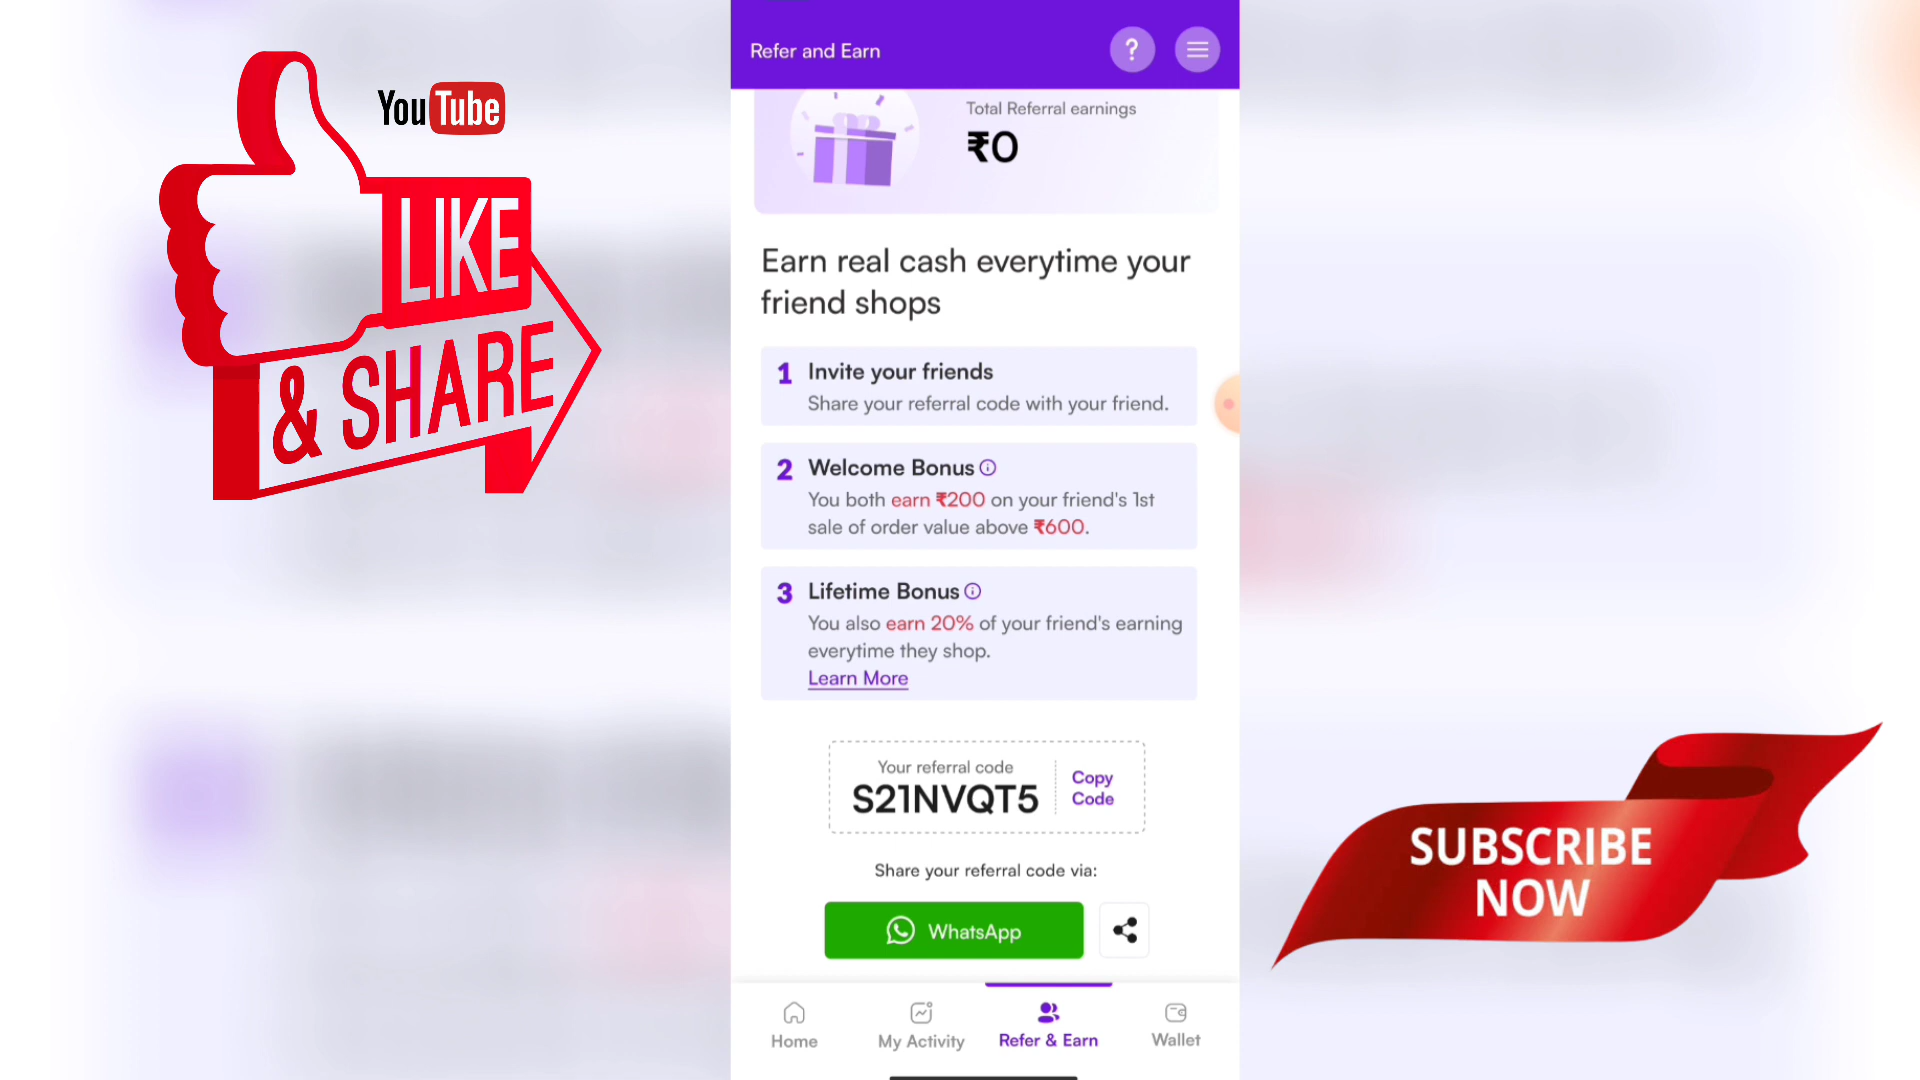 YouTube
LIKE
& SHARE
Refer and Earn
?
Total Referral earnings
₹0
Earn real cash everytime your
friend shops
1 Invite your friends
Share your referral code with your friend.
2 Welcome Bonus
You both earn ₹200 on your friend's 1st
sale of order value above ₹600.
3 Lifetime Bonus
You also earn 20% of your friend's earning
everytime they shop.
Learn More
Your referral code
S21NVQT5
Copy
Code
Share your referral code via:
WhatsApp
Home
My Activity
Refer & Earn
Wallet
SUBSCRIBE
NOW